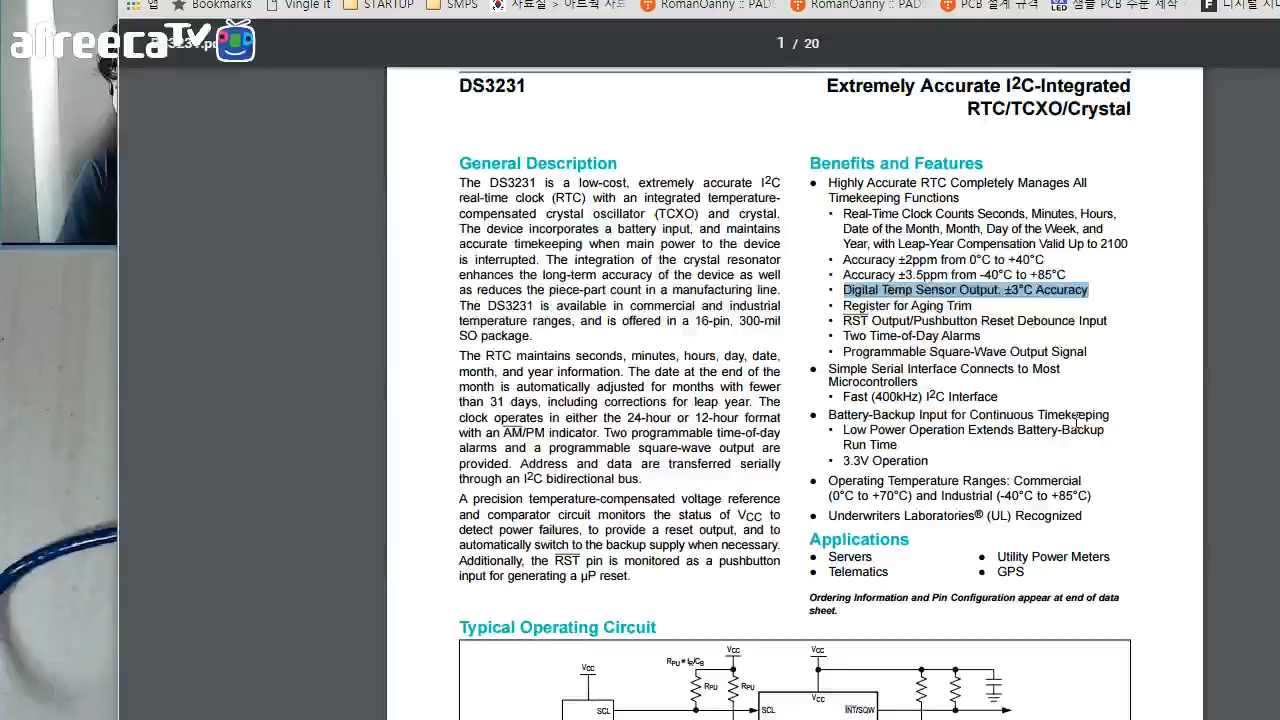 Bookmarks
Vingle it
STARTUP
SMPS
자료실 > 아트웍 자료
RomanOanny :: PADS
RomanOanny :: PADS
PCB 설계 규격
샘플 PCB 수문 제작
afreecaTV
1 / 20
DS3231
Extremely Accurate I2C-Integrated
RTC/TCXO/Crystal
General Description
The DS3231 is a low-cost, extremely accurate I2C
real-time clock (RTC) with an integrated temperature-
compensated crystal oscillator (TCXO) and crystal.
The device incorporates a battery input, and maintains
accurate timekeeping when main power to the device
is interrupted. The integration of the crystal resonator
enhances the long-term accuracy of the device as well
as reduces the piece-part count in a manufacturing line.
The DS3231 is available in commercial and industrial
temperature ranges, and is offered in a 16-pin, 300-mil
SO package.
The RTC maintains seconds, minutes, hours, day, date,
month, and year information. The date at the end of the
month is automatically adjusted for months with fewer
than 31 days, including corrections for leap year. The
clock operates in either the 24-hour or 12-hour format
with an AM/PM indicator. Two programmable time-of-day
alarms and a programmable square-wave output are
provided. Address and data are transferred serially
through an I2C bidirectional bus.
A precision temperature-compensated voltage reference
and comparator circuit monitors the status of VCC to
detect power failures, to provide a reset output, and to
automatically switch to the backup supply when necessary.
Additionally, the RST pin is monitored as a pushbutton
input for generating a µP reset.
Benefits and Features
● Highly Accurate RTC Completely Manages All
Timekeeping Functions
• Real-Time Clock Counts Seconds, Minutes, Hours,
Date of the Month, Month, Day of the Week, and
Year, with Leap-Year Compensation Valid Up to 2100
• Accuracy ±2ppm from 0°C to +40°C
• Accuracy ±3.5ppm from -40°C to +85°C
• Digital Temp Sensor Output: ±3°C Accuracy
• Register for Aging Trim
• RST Output/Pushbutton Reset Debounce Input
• Two Time-of-Day Alarms
• Programmable Square-Wave Output Signal
● Simple Serial Interface Connects to Most
Microcontrollers
• Fast (400kHz) I2C Interface
● Battery-Backup Input for Continuous Timekeeping
• Low Power Operation Extends Battery-Backup
Run Time
• 3.3V Operation
● Operating Temperature Ranges: Commercial
(0°C to +70°C) and Industrial (-40°C to +85°C)
● Underwriters Laboratories® (UL) Recognized
Applications
● Servers
● Utility Power Meters
● Telematics
● GPS
Ordering Information and Pin Configuration appear at end of data
sheet.
Typical Operating Circuit
VCC
RPU = tR/CB
VCC
VCC
RPU
RPU
VCC
SCL
SCL
INT/SQW